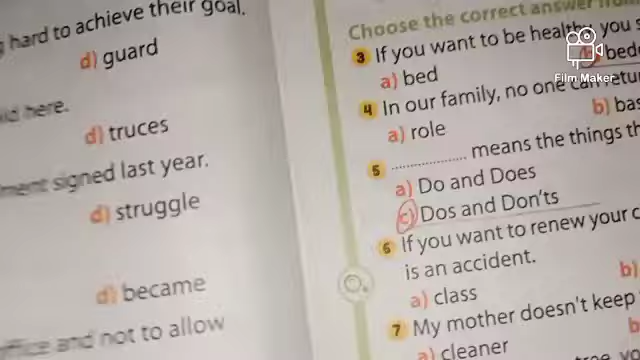 hard to achieve their goal.
d) guard
here.
d) truces
signed last year.
d) struggle
d) became
and not to allow
Choose the correct answer
3 If you want to be healthy, you
a) bed
b)
4 In our family, no one can
a) role
b)
5 .................. means the things
a) Do and Does
c) Dos and Don'ts
6 If you want to renew your
is an accident.
a) class
b)
7 My mother doesn't keep
a) cleaner
b
Film Maker